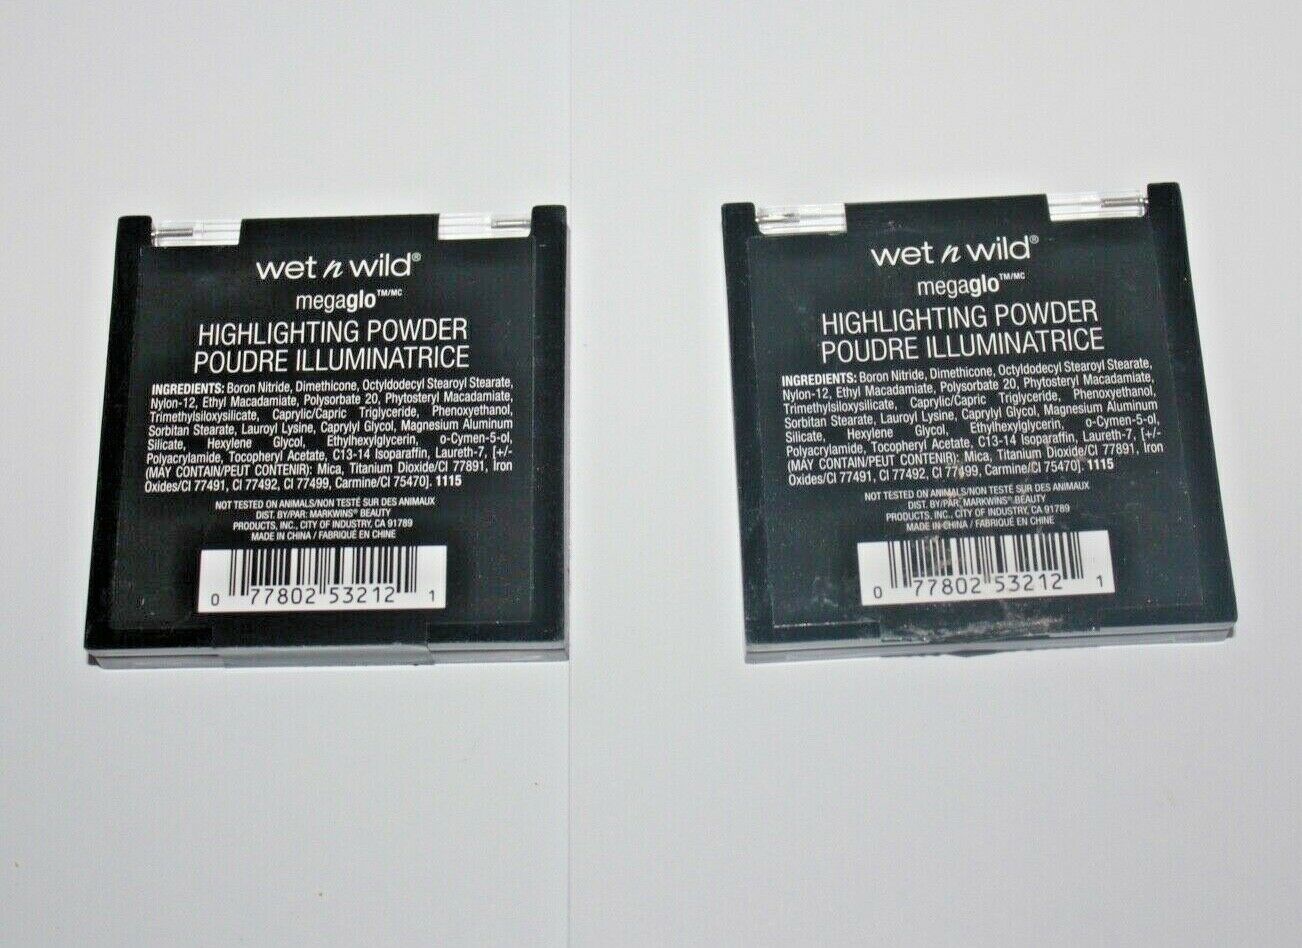 wet n wild®
megaglo™/MC
HIGHLIGHTING POWDER
POUDRE ILLUMINATRICE
INGREDIENTS: Boron Nitride, Dimethicone, Octyldodecyl Stearoyl Stearate,
Nylon-12, Ethyl Macadamiate, Polysorbate 20, Phytosteryl Macadamiate,
Trimethylsiloxysilicate, Caprylic/Capric Triglyceride, Phenoxyethanol,
Sorbitan Stearate, Lauroyl Lysine, Caprylyl Glycol, Magnesium Aluminum
Silicate, Hexylene Glycol, Ethylhexylglycerin, o-Cymen-5-ol,
Polyacrylamide, Tocopheryl Acetate, C13-14 Isoparaffin, Laureth-7, [+/-
(MAY CONTAIN/PEUT CONTENIR): Mica, Titanium Dioxide/CI 77891, Iron
Oxides/CI 77491, CI 77492, CI 77499, Carmine/CI 75470]. 1115
NOT TESTED ON ANIMALS/NON TESTÉ SUR DES ANIMAUX
DIST. BY/PAR: MARKWINS® BEAUTY
PRODUCTS, INC., CITY OF INDUSTRY, CA 91789
MADE IN CHINA / FABRIQUÉ EN CHINE
0 77802 53212 1
wet n wild®
megaglo™/MC
HIGHLIGHTING POWDER
POUDRE ILLUMINATRICE
INGREDIENTS: Boron Nitride, Dimethicone, Octyldodecyl Stearoyl Stearate,
Nylon-12, Ethyl Macadamiate, Polysorbate 20, Phytosteryl Macadamiate,
Trimethylsiloxysilicate, Caprylic/Capric Triglyceride, Phenoxyethanol,
Sorbitan Stearate, Lauroyl Lysine, Caprylyl Glycol, Magnesium Aluminum
Silicate, Hexylene Glycol, Ethylhexylglycerin, o-Cymen-5-ol,
Polyacrylamide, Tocopheryl Acetate, C13-14 Isoparaffin, Laureth-7, [+/-
(MAY CONTAIN/PEUT CONTENIR): Mica, Titanium Dioxide/CI 77891, Iron
Oxides/CI 77491, CI 77492, CI 77499, Carmine/CI 75470]. 1115
NOT TESTED ON ANIMALS/NON TESTÉ SUR DES ANIMAUX
DIST. BY/PAR: MARKWINS® BEAUTY
PRODUCTS, INC., CITY OF INDUSTRY, CA 91789
MADE IN CHINA / FABRIQUÉ EN CHINE
0 77802 53212 1